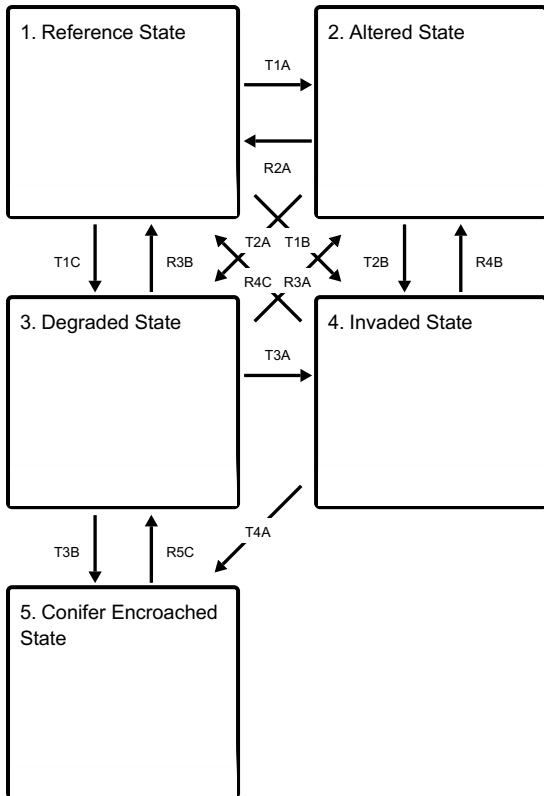 1. Reference State
2. Altered State
T1A
R2A
T2A
T1B
T1C
R3B
T2B
R4B
R4C
R3A
3. Degraded State
4. Invaded State
T3A
T4A
T3B
R5C
5. Conifer Encroached
State